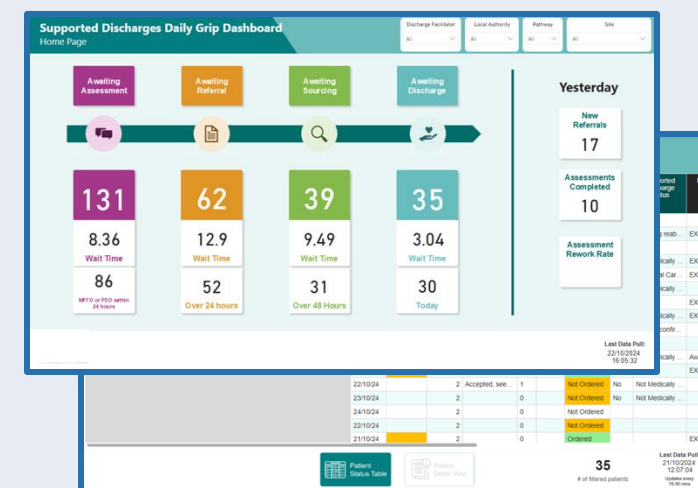 Supported Discharges Daily Grip Dashboard
Home Page
Discharge Facilitator
All
Local Authority
All
Pathway
All
Site
All
Awaiting
Assessment
Awaiting
Referral
Awaiting
Sourcing
Awaiting
Discharge
131
62
39
35
8.36
Wait Time
12.9
Wait Time
9.49
Wait Time
3.04
Wait Time
86
MFFD or PDD within
24 hours
52
Over 24 hours
31
Over 48 Hours
30
Today
Yesterday
New
Referrals
17
Assessments
Completed
10
Assessment
Rework Rate
Last Data
Pull:
22/10/2024
16:05:32
22/10/24 2 Accepted, see... 1 Not Ordered No Not Medically
23/10/24 2 0 Not Ordered No Not Medically
24/10/24 2 0 Not Ordered
22/10/24 2 0 Not Ordered
21/10/24 2 0 Ordered EX
Patient
Status Table
Patient
Detail View
35
# of filtered patients
Last Data Pull
21/10/2024
12:07:04
Updates every
15-30 mins